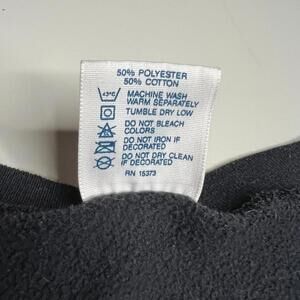 50% POLYESTER
50% COTTON
43°C MACHINE WASH
WARM SEPARATELY
TUMBLE DRY LOW
DO NOT BLEACH
COLORS
DO NOT IRON IF
DECORATED
DO NOT DRY CLEAN
IF DECORATED
RN 15373